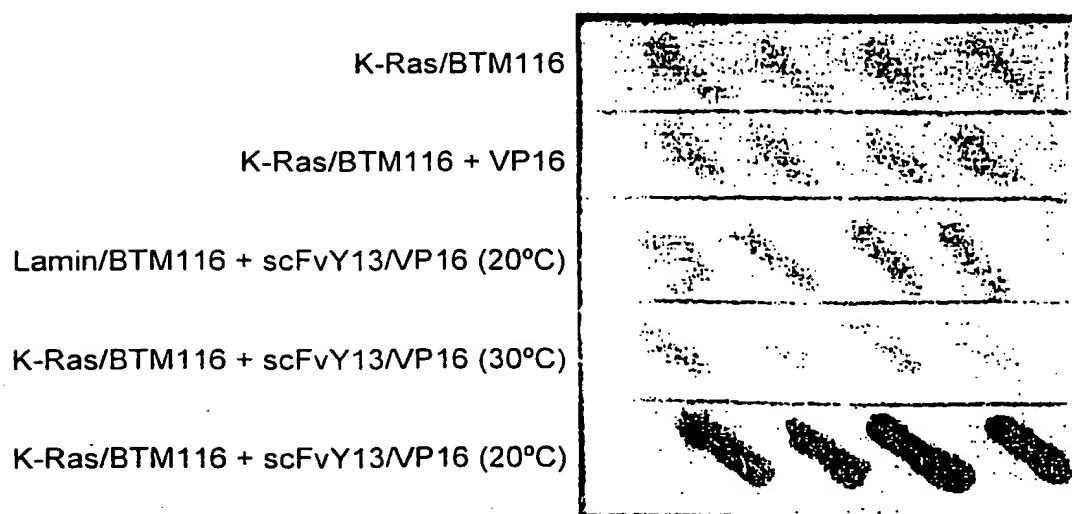 K-Ras/BTM116
K-Ras/BTM116 + VP16
Lamin/BTM116 + scFvY13/VP16 (20ºC)
K-Ras/BTM116 + scFvY13/VP16 (30ºC)
K-Ras/BTM116 + scFvY13/VP16 (20ºC)